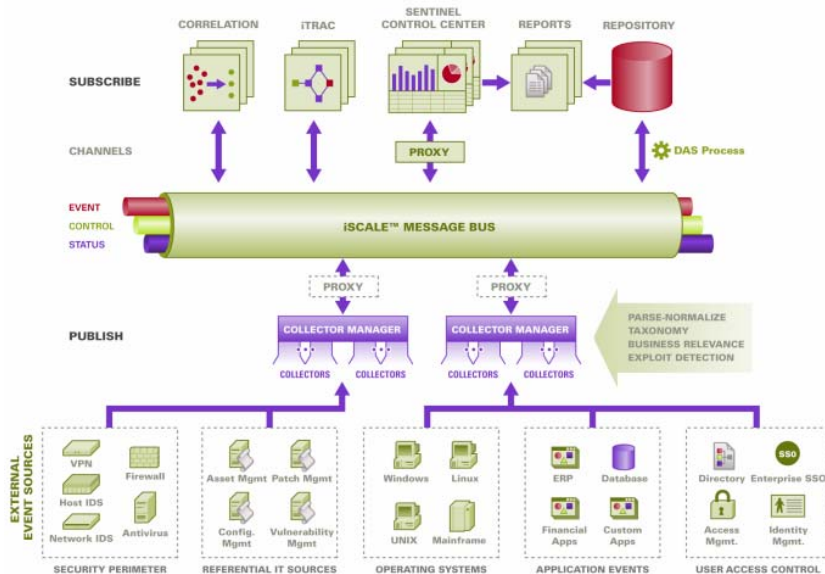 CORRELATION
iTRAC
SENTINEL
CONTROL CENTER
REPORTS
REPOSITORY
SUBSCRIBE
CHANNELS
PROXY
DAS Process
EVENT
CONTROL
STATUS
iSCALE™ MESSAGE BUS
PROXY
PROXY
PUBLISH
COLLECTOR MANAGER
COLLECTORS
COLLECTORS
COLLECTOR MANAGER
COLLECTORS
COLLECTORS
PARSE-NORMALIZE
TAXONOMY
BUSINESS RELEVANCE
EXPLOIT DETECTION
EXTERNAL
EVENT SOURCES
VPN
Firewall
Host IDS
Network IDS
Antivirus
SECURITY PERIMETER
Asset Mgmt
Patch Mgmt
Config.
Mgmt
Vulnerability
Mgmt
REFERENTIAL IT SOURCES
Windows
Linux
UNIX
Mainframe
OPERATING SYSTEMS
ERP
Database
Financial
Apps
Custom
Apps
APPLICATION EVENTS
Directory
SSO
Enterprise SSO
Access
Mgmt.
Identity
Mgmt.
USER ACCESS CONTROL